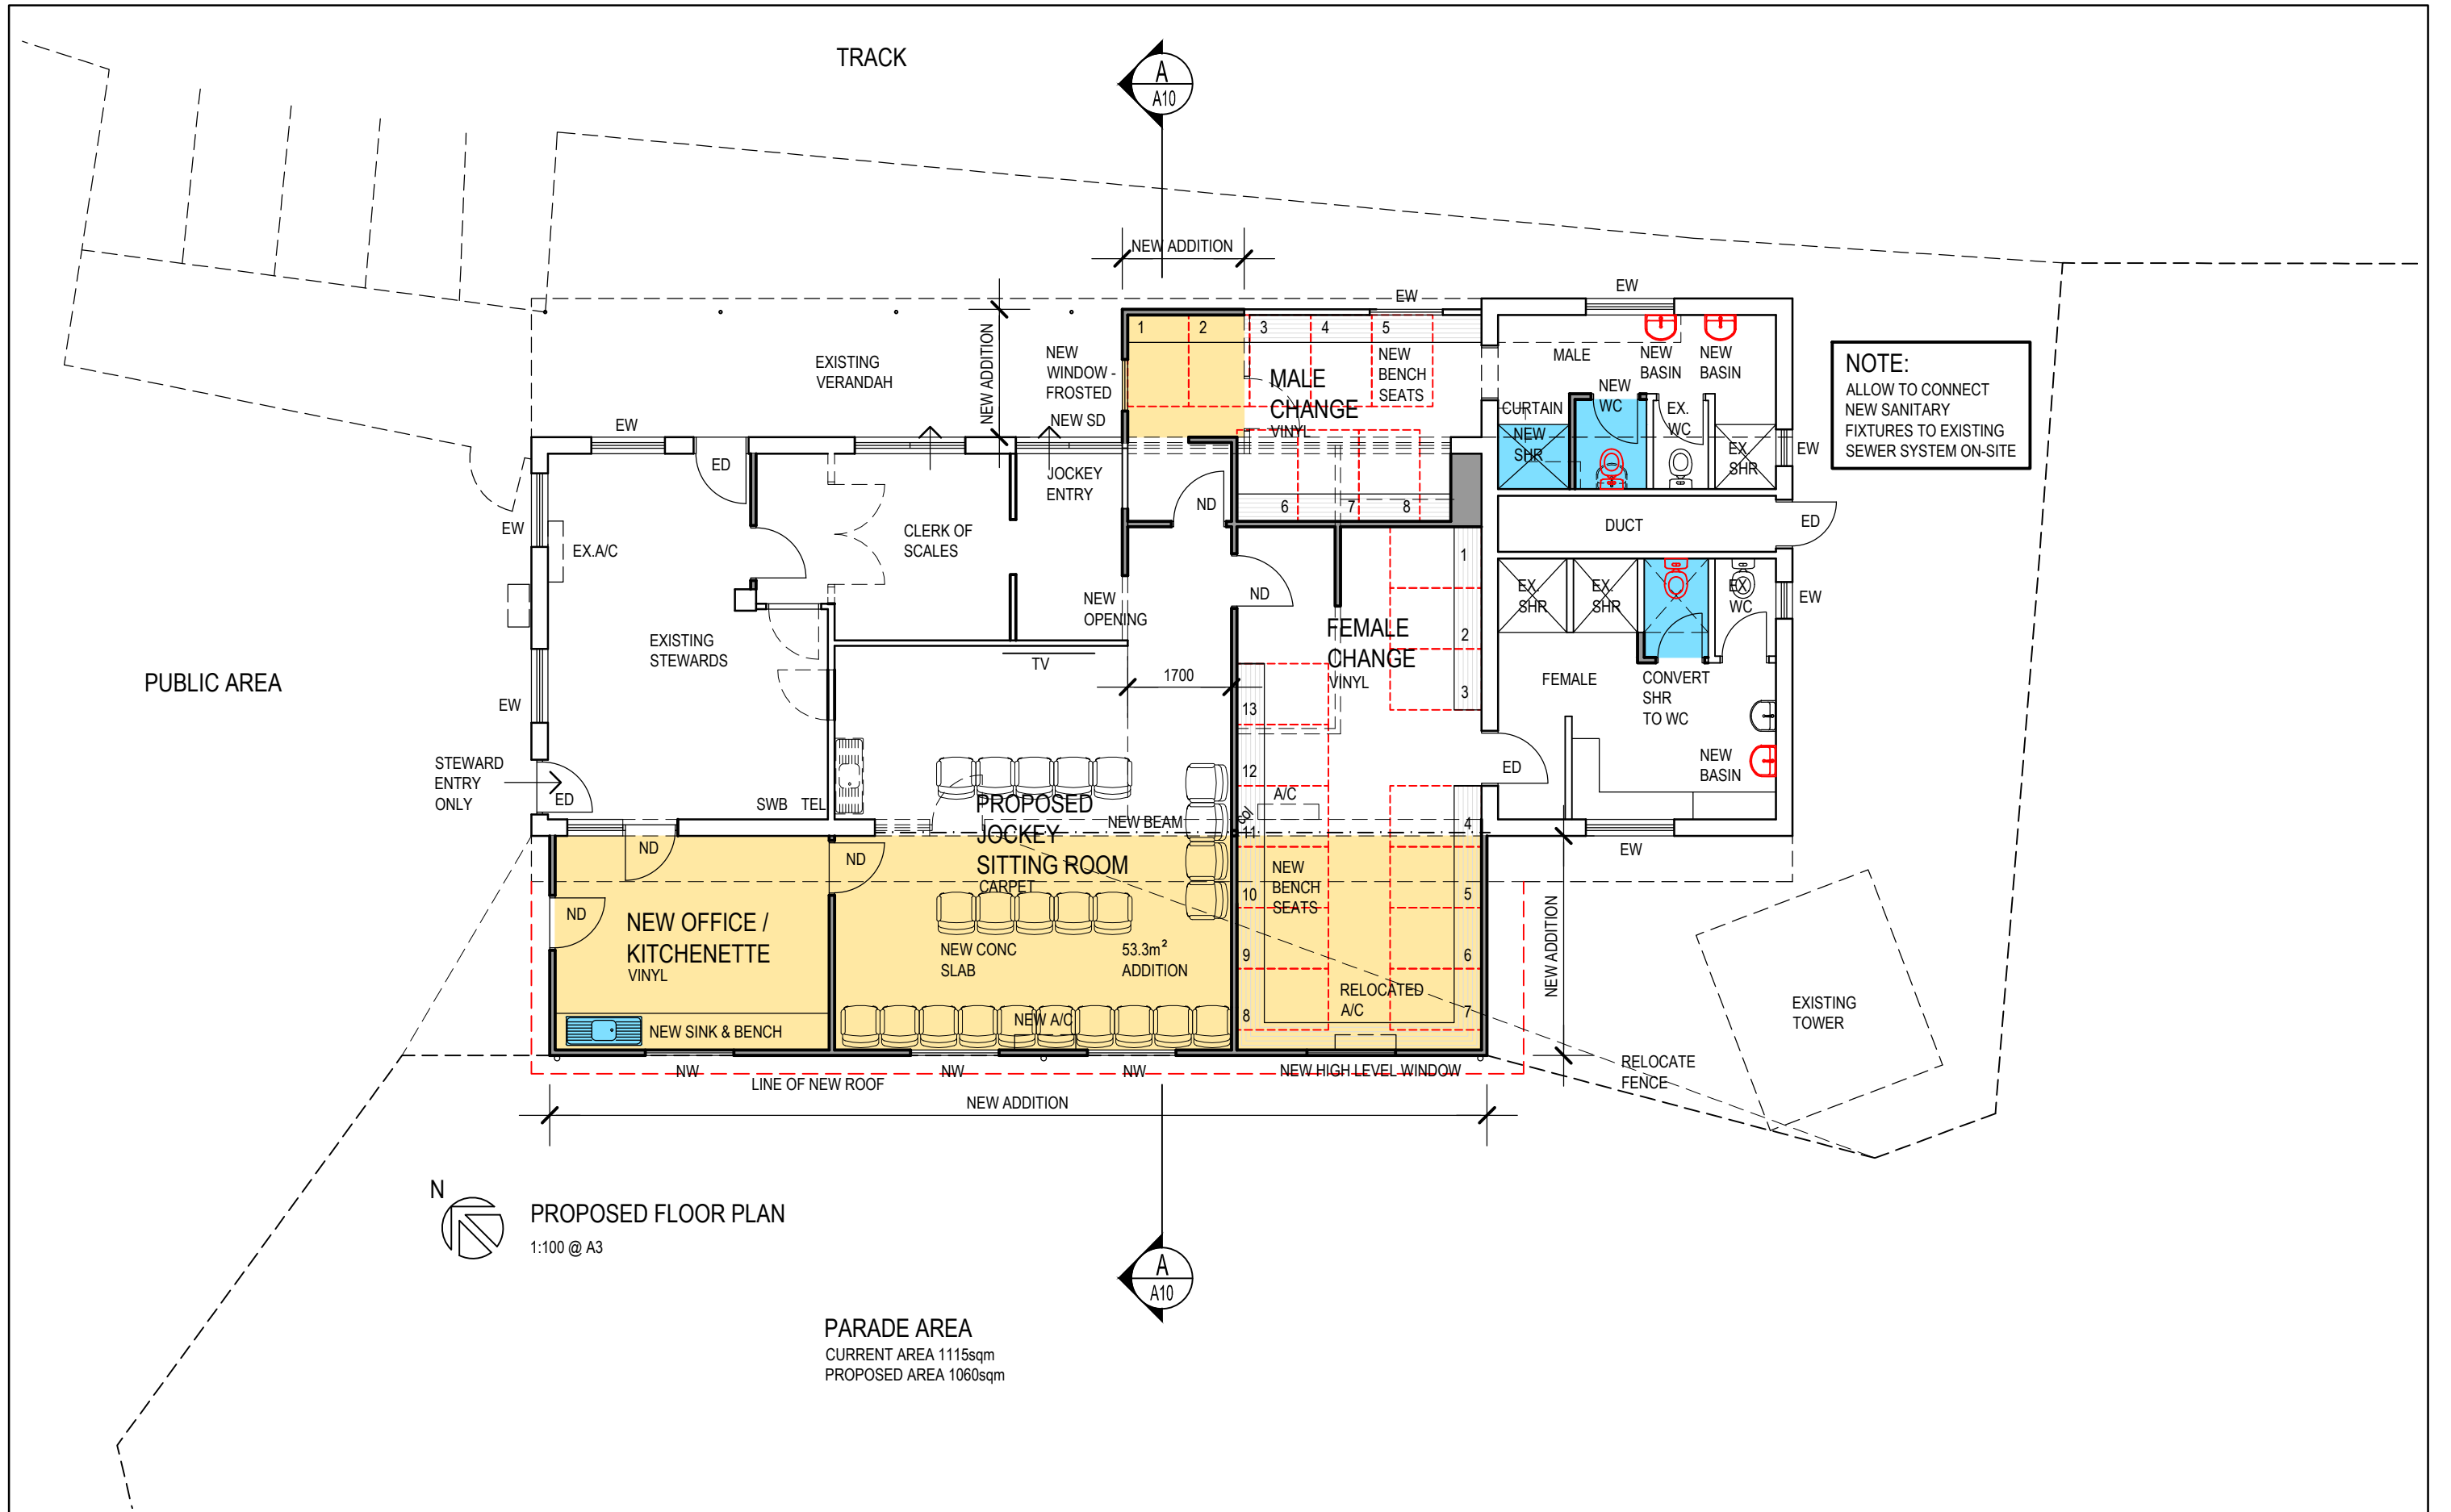 TRACK
A
A10
NEW ADDITION
EW
EW
1
2
3
4
5
NEW ADDITION
EXISTING
VERANDAH
NEW
WINDOW -
FROSTED
NEW SD
MALE
CHANGE
VINYL
NEW
BENCH
SEATS
MALE
NEW
BASIN
NEW
BASIN
NEW
WC
CURTAIN
NEW
SHR
EX.
WC
EX
SHR
EW
NOTE:
ALLOW TO CONNECT
NEW SANITARY
FIXTURES TO EXISTING
SEWER SYSTEM ON-SITE
EW
ED
JOCKEY
ENTRY
ND
6
7
8
EW
EX.A/C
CLERK OF
SCALES
DUCT
ED
NEW
OPENING
ND
1
2
3
EX.
SHR
EX.
SHR
EX
WC
EW
EXISTING
STEWARDS
TV
1700
FEMALE
CHANGE
VINYL
FEMALE
CONVERT
SHR
TO WC
PUBLIC AREA
EW
13
12
11
NEW
BASIN
ED
STEWARD
ENTRY
ONLY
ED
SWB
TEL
A/C
PROPOSED
JOCKEY
SITTING ROOM
CARPET
NEW BEAM
4
EW
ND
ND
ND
NEW OFFICE /
KITCHENETTE
VINYL
NEW
BENCH
SEATS
10
9
8
5
6
7
NEW CONC
SLAB
53.3m²
ADDITION
NEW ADDITION
RELOCATED
A/C
NEW SINK & BENCH
NEW A/C
EXISTING
TOWER
NW
LINE OF NEW ROOF
NW
NW
NEW HIGH LEVEL WINDOW
RELOCATE
FENCE
NEW ADDITION
N
PROPOSED FLOOR PLAN
1:100 @ A3
A
A10
PARADE AREA
CURRENT AREA 1115sqm
PROPOSED AREA 1060sqm